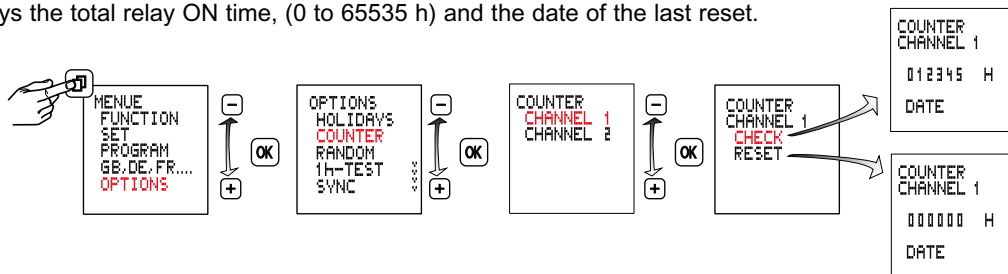 ys the total relay ON time, (0 to 65535 h) and the date of the last reset.
MENUE
FUNCTION
SET
PROGRAM
GB,DE,FR....
OPTIONS
−
OK
+
OPTIONS
HOLIDAYS
COUNTER
RANDOM
1h-TEST
SYNC
−
OK
+
COUNTER
CHANNEL 1
CHANNEL 2
−
OK
+
COUNTER
CHANNEL 1
CHECK
RESET
COUNTER
CHANNEL 1
012345 H
DATE
COUNTER
CHANNEL 1
000000 H
DATE